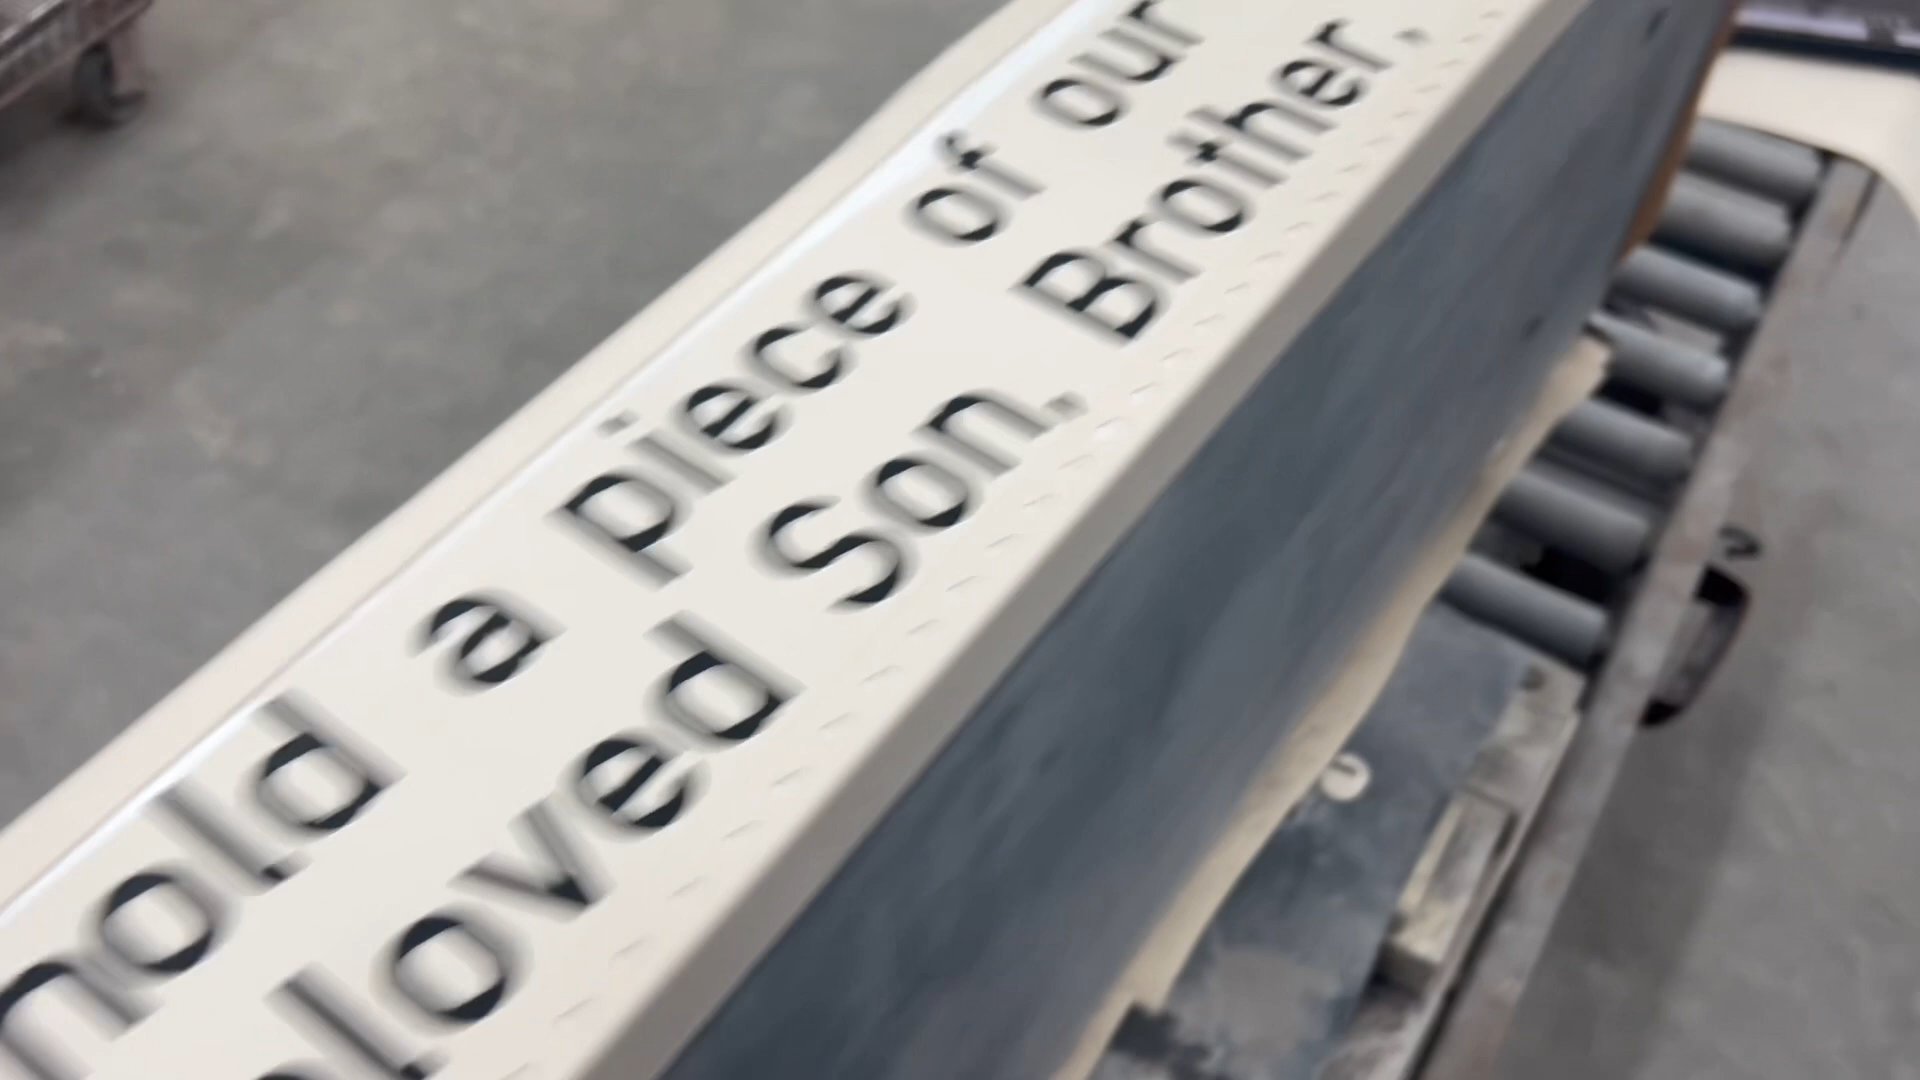 hold a piece of our
loved Son, Brother,